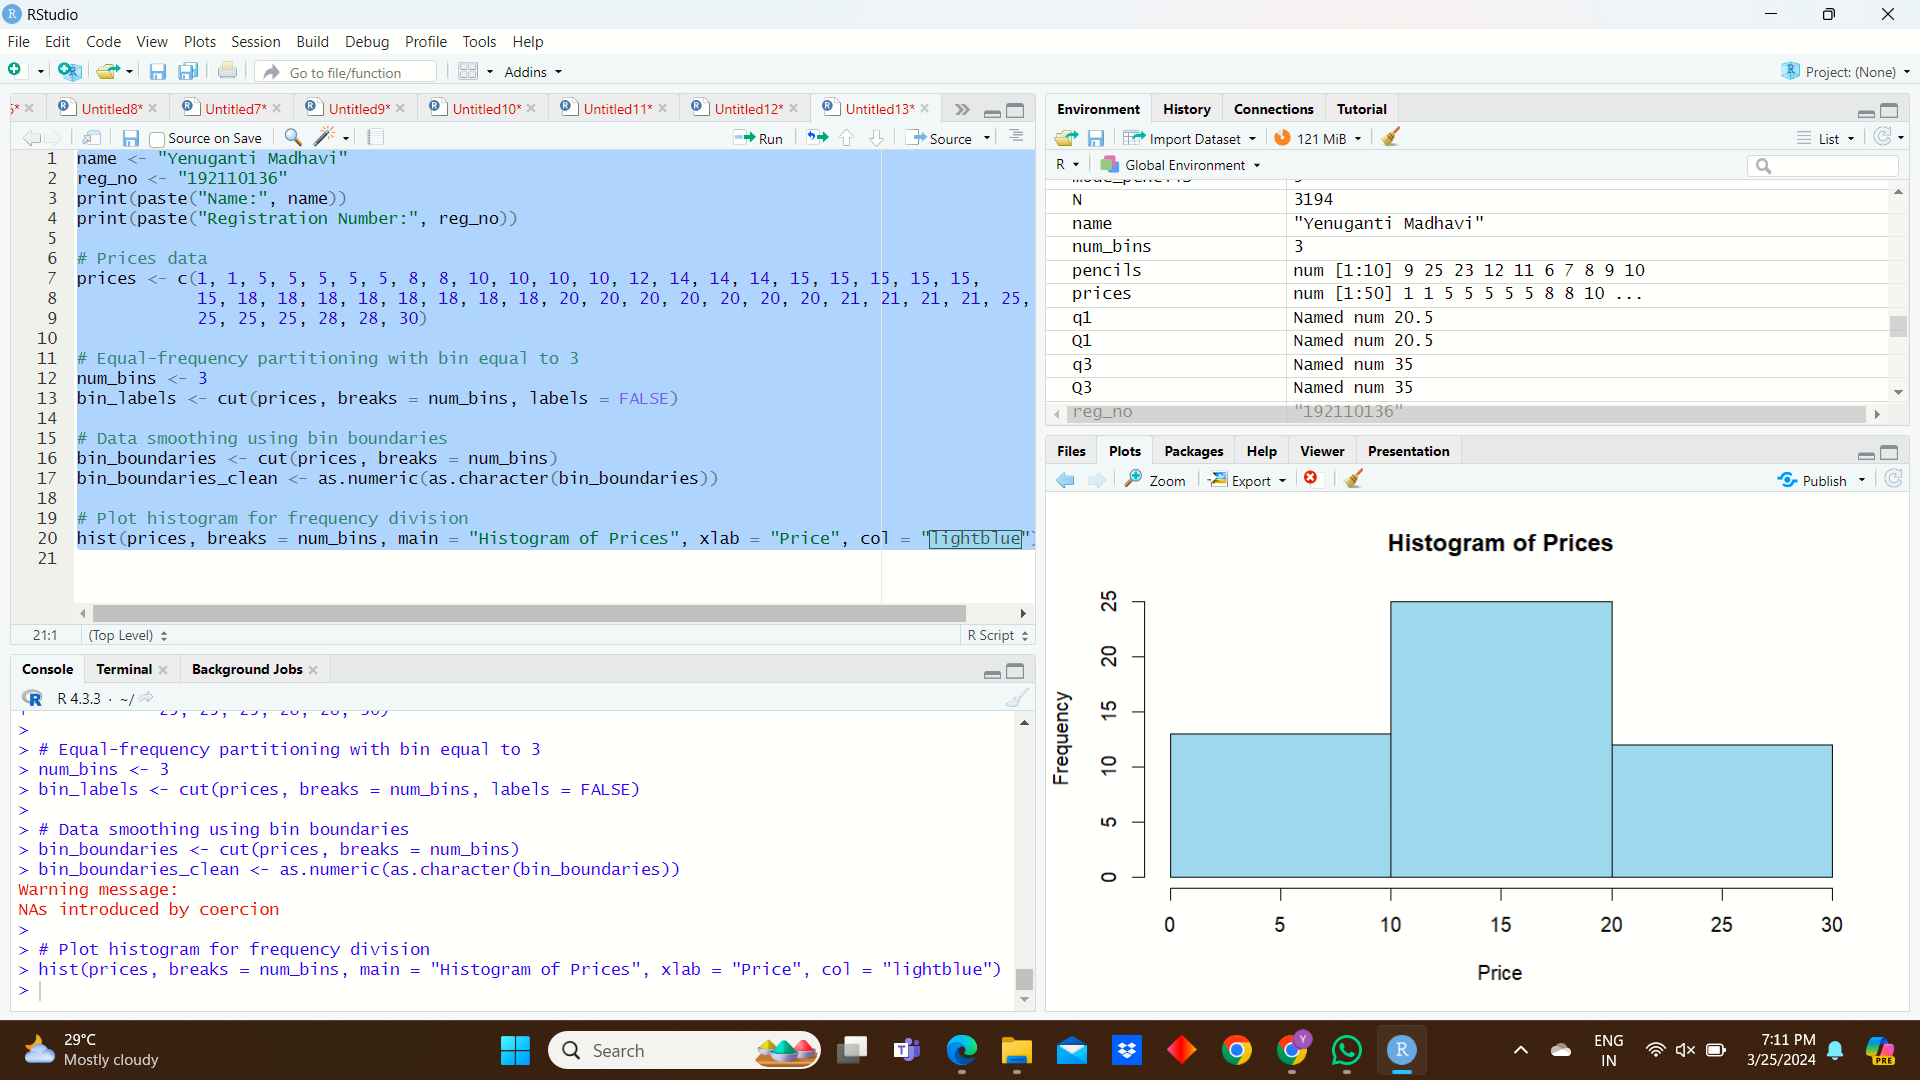 RStudio
File Edit Code View Plots Session Build Debug Profile Tools Help
Go to file/function Addins Project: (None)
5* Untitled8* Untitled7* Untitled9* Untitled10* Untitled11* Untitled12* Untitled13*
Source on Save Run Source
1 name <- "Yenuganti Madhavi"
2 reg_no <- "192110136"
3 print(paste("Name:", name))
4 print(paste("Registration Number:", reg_no))
5
6 # Prices data
7 prices <- c(1, 1, 5, 5, 5, 5, 5, 8, 8, 10, 10, 10, 10, 12, 14, 14, 14, 15, 15, 15, 15, 15,
8 15, 18, 18, 18, 18, 18, 18, 18, 18, 20, 20, 20, 20, 20, 20, 20, 21, 21, 21, 21, 25,
9 25, 25, 25, 28, 28, 30)
10
11 # Equal-frequency partitioning with bin equal to 3
12 num_bins <- 3
13 bin_labels <- cut(prices, breaks = num_bins, labels = FALSE)
14
15 # Data smoothing using bin boundaries
16 bin_boundaries <- cut(prices, breaks = num_bins)
17 bin_boundaries_clean <- as.numeric(as.character(bin_boundaries))
18
19 # Plot histogram for frequency division
20 hist(prices, breaks = num_bins, main = "Histogram of Prices", xlab = "Price", col = "lightblue")
21
21:1 (Top Level) R Script
Console Terminal Background Jobs
R 4.3.3 · ~/
25, 25, 25, 28, 28, 30)
>
> # Equal-frequency partitioning with bin equal to 3
> num_bins <- 3
> bin_labels <- cut(prices, breaks = num_bins, labels = FALSE)
>
> # Data smoothing using bin boundaries
> bin_boundaries <- cut(prices, breaks = num_bins)
> bin_boundaries_clean <- as.numeric(as.character(bin_boundaries))
Warning message:
NAs introduced by coercion
>
> # Plot histogram for frequency division
> hist(prices, breaks = num_bins, main = "Histogram of Prices", xlab = "Price", col = "lightblue")
>
Environment History Connections Tutorial
Import Dataset 121 MiB List
R Global Environment
mode_pencils
N 3194
name "Yenuganti Madhavi"
num_bins 3
pencils num [1:10] 9 25 23 12 11 6 7 8 9 10
prices num [1:50] 1 1 5 5 5 5 5 8 8 10 ...
q1 Named num 20.5
Q1 Named num 20.5
q3 Named num 35
Q3 Named num 35
reg_no "192110136"
Files Plots Packages Help Viewer Presentation
Zoom Export Publish
Histogram of Prices
Frequency
25
20
15
10
5
0
0 5 10 15 20 25 30
Price
29°C
Mostly cloudy
Search
ENG
IN
7:11 PM
3/25/2024
PRE